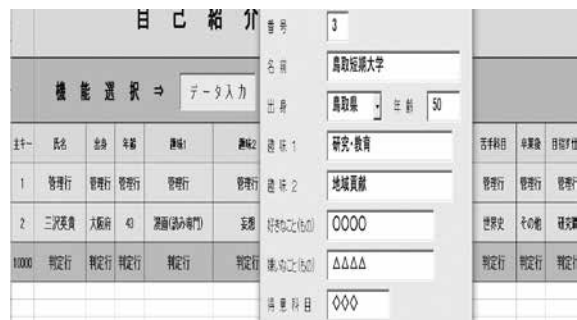 自己紹介
機能選択 ⇒ データ入力
番号 3
名前 鳥取短期大学
出身 鳥取県 年齢 50
趣味1 研究・教育
趣味2 地域貢献
好きなこと(もの) ○○○○
嫌いなこと(もの) △△△△
得意科目 ◇◇◇
主キー 氏名 出身 年齢 趣味1 趣味2 苦手科目 卒業後
1 管理行 管理行 管理行 管理行 管理行 管理行 管理行 管理行
2 三沢英貴 大阪府 43 漫画(読み専門) 妄想 世界史 その他
10000 判定行 判定行 判定行 判定行 判定行 判定行 判定行 判定行